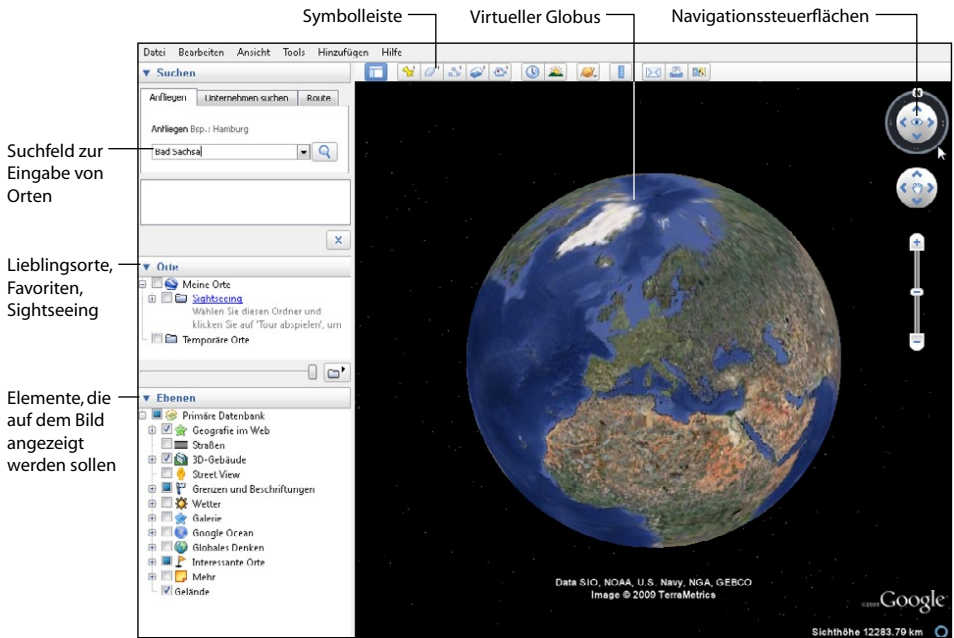 Symbolleiste
Virtueller Globus
Navigationssteuerflächen
Datei Bearbeiten Ansicht Tools Hinzufügen Hilfe
Suchen
Anfliegen
Unternehmen suchen
Route
Anfliegen Bsp.: Hamburg
Bad Sachsa
Suchfeld zur
Eingabe von
Orten
Lieblingsorte,
Favoriten,
Sightseeing
Orte
Meine Orte
Sightseeing
Wählen Sie diesen Ordner und
klicken Sie auf 'Tour abspielen', um
Temporäre Orte
Elemente, die
auf dem Bild
angezeigt
werden sollen
Ebenen
Primäre Datenbank
Geografie im Web
Straßen
3D-Gebäude
Street View
Grenzen und Beschriftungen
Wetter
Galerie
Google Ocean
Globales Denken
Interessante Orte
Mehr
Gelände
N
Data SIO, NOAA, U.S. Navy, NGA, GEBCO
Image © 2009 TerraMetrics
©2009 Google
Sichthöhe 12283.79 km